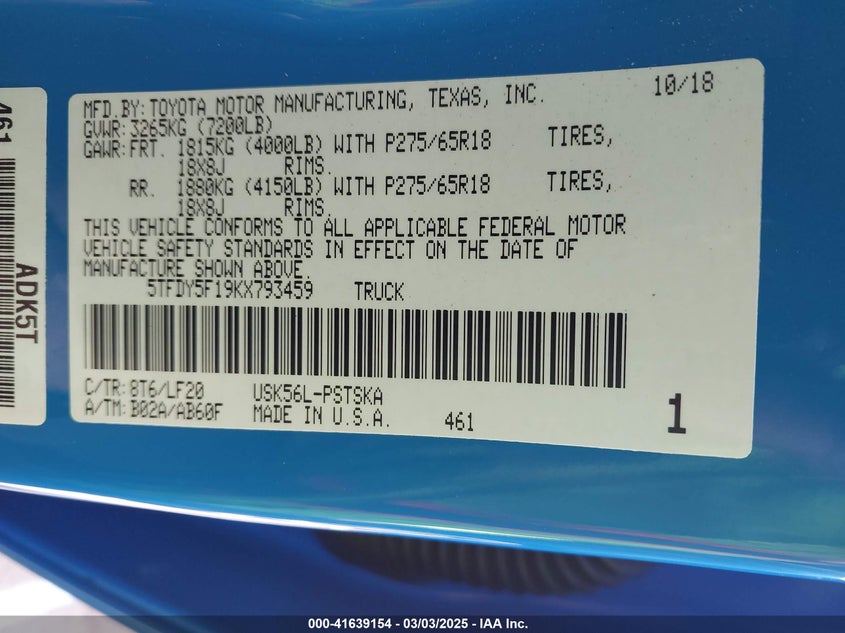 MFD.BY:TOYOTA MOTOR MANUFACTURING, TEXAS, INC. 10/18
GVWR:3265KG (7200LB)
GAWR:FRT. 1815KG (4000LB) WITH P275/65R18 TIRES,
18X8J RIMS.
RR. 1880KG (4150LB) WITH P275/65R18 TIRES,
18X8J RIMS.
THIS VEHICLE CONFORMS TO ALL APPLICABLE FEDERAL MOTOR
VEHICLE SAFETY STANDARDS IN EFFECT ON THE DATE OF
MANUFACTURE SHOWN ABOVE.
5TFDY5F19KX793459 TRUCK
C/TR:8T6/LF20 USK56L-PSTSKA
A/TM:B02A/AB60F MADE IN U.S.A. 461 1
461 ADK5T
000-41639154 — 03/03/2025 — IAA Inc.